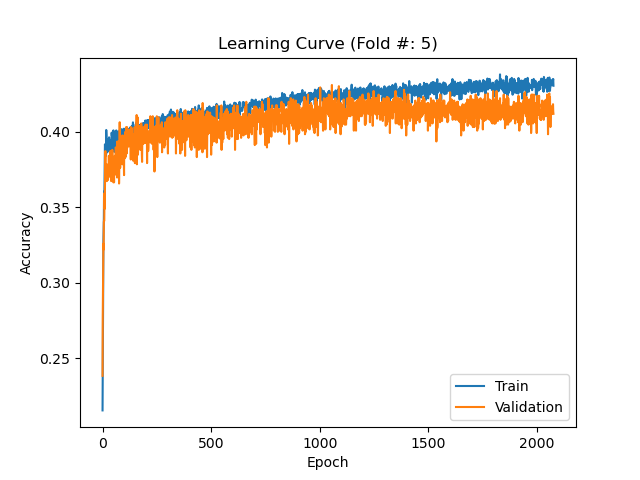 Learning Curve (Fold #: 5)
0.40
0.35
0.30
0.25
Accuracy
0
500
1000
1500
2000
Epoch
Train
Validation